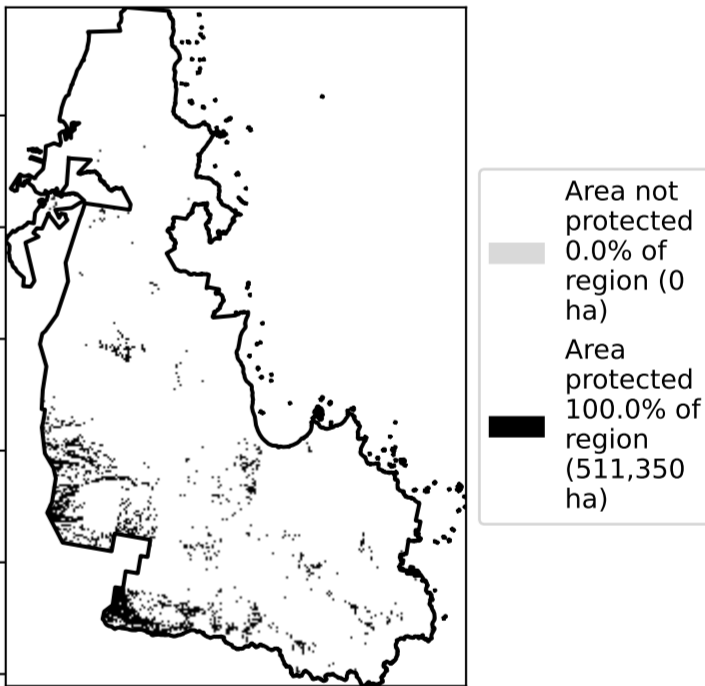 Area not
protected
0.0% of
region (0
ha)
Area
protected
100.0% of
region
(511,350
ha)